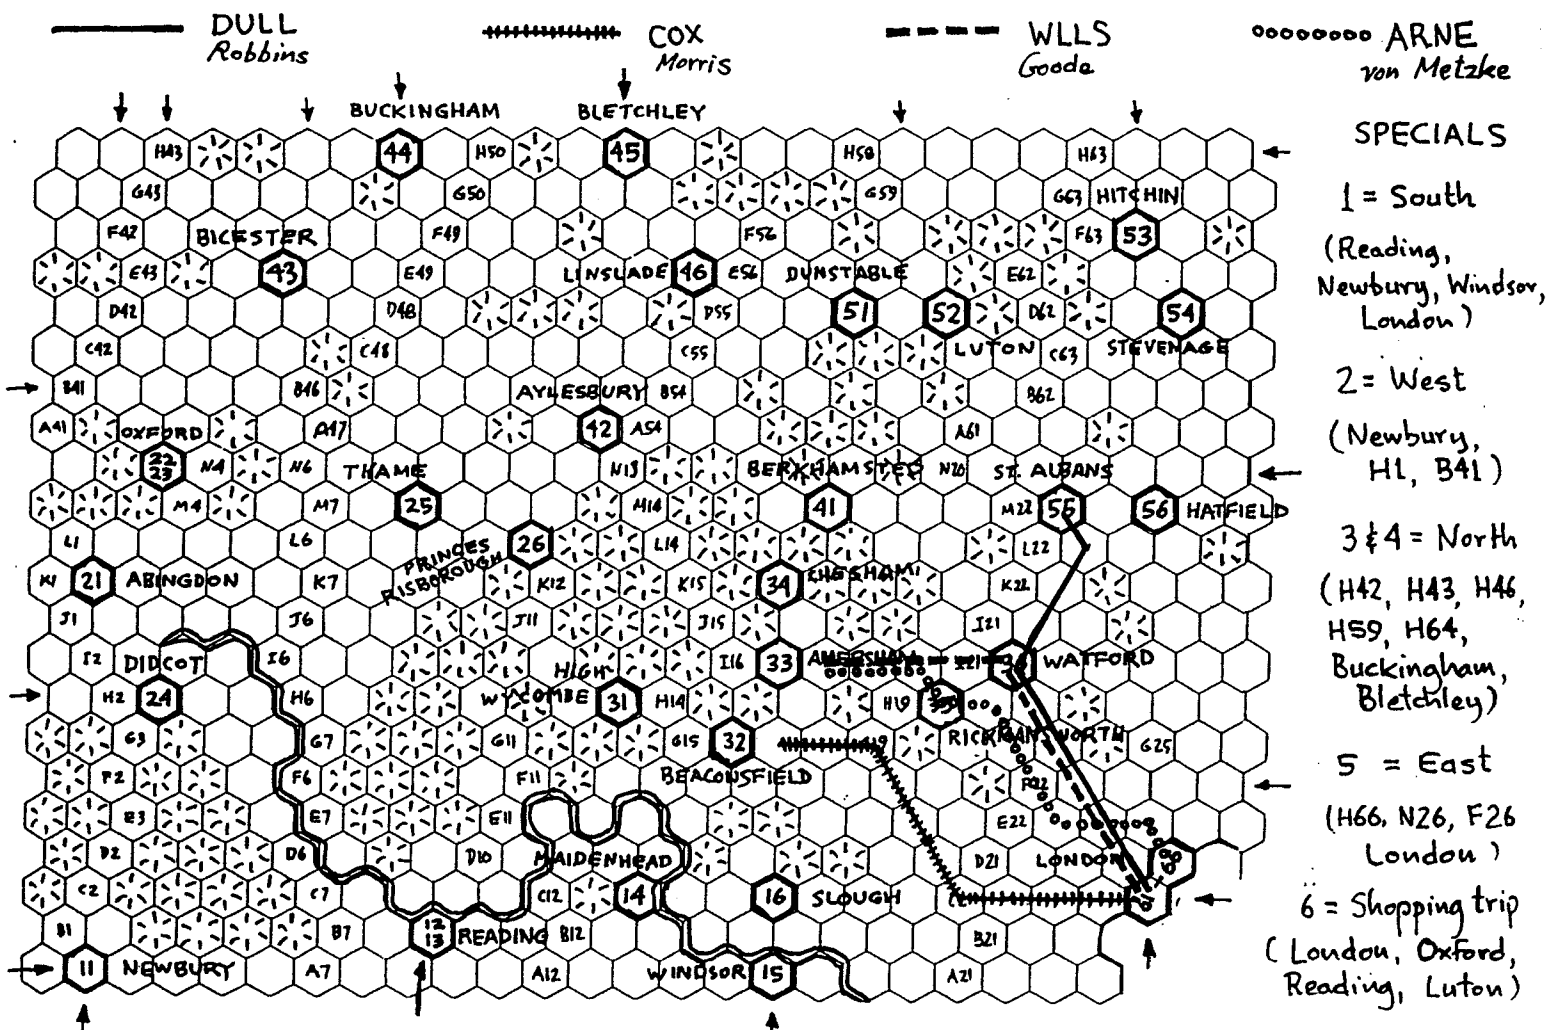 DULL COX WLLS ARNE
Robbins Morris Goode von Metzke
BUCKINGHAM BLETCHLEY
H43 44 H50 45 H58 H63
G43 G50 G59 G63 HITCHIN
F42 BICESTER F49 F56 F63 53
E43 43 E49 LINSLADE 46 E56 DUNSTABLE E62
D42 D48 D55 51 52 D62 54
C42 C48 C55 LUTON C63 STEVENAGE
B41 B46 AYLESBURY B54 B62
A41 OXFORD A47 42 A54 A61
22 23 N4 N6 THAME N13 BERKHAMSTED N20 ST. ALBANS
M4 M7 25 M14 41 M22 55 56 HATFIELD
L1 L6 PRINCES RISBOROUGH 26 L14 L22
K1 21 ABINGDON K7 K12 K15 34 CHESHAM K22
J1 J6 J11 J15 I21
I2 DIDCOT I6 HIGH I16 33 AMERSHAM WATFORD
H2 24 H6 WYCOMBE 31 H14 H19
G3 G7 G11 G15 32 RICKMANSWORTH G25
F2 F6 F11 BEACONSFIELD F22
E3 E7 E11 E22
D2 D6 D10 MAIDENHEAD D21 LONDON
C2 C7 C12 14 16 SLOUGH
B1 B7 12 13 READING B12 B21
11 NEWBURY A7 A12 WINDSOR 15 A21
SPECIALS
1 = South
(Reading,
Newbury, Windsor,
London)
2 = West
(Newbury,
H1, B41)
3 & 4 = North
(H42, H43, H46,
H59, H64,
Buckingham,
Bletchley)
5 = East
(H66, N26, F26
London)
6 = Shopping trip
(London, Oxford,
Reading, Luton)